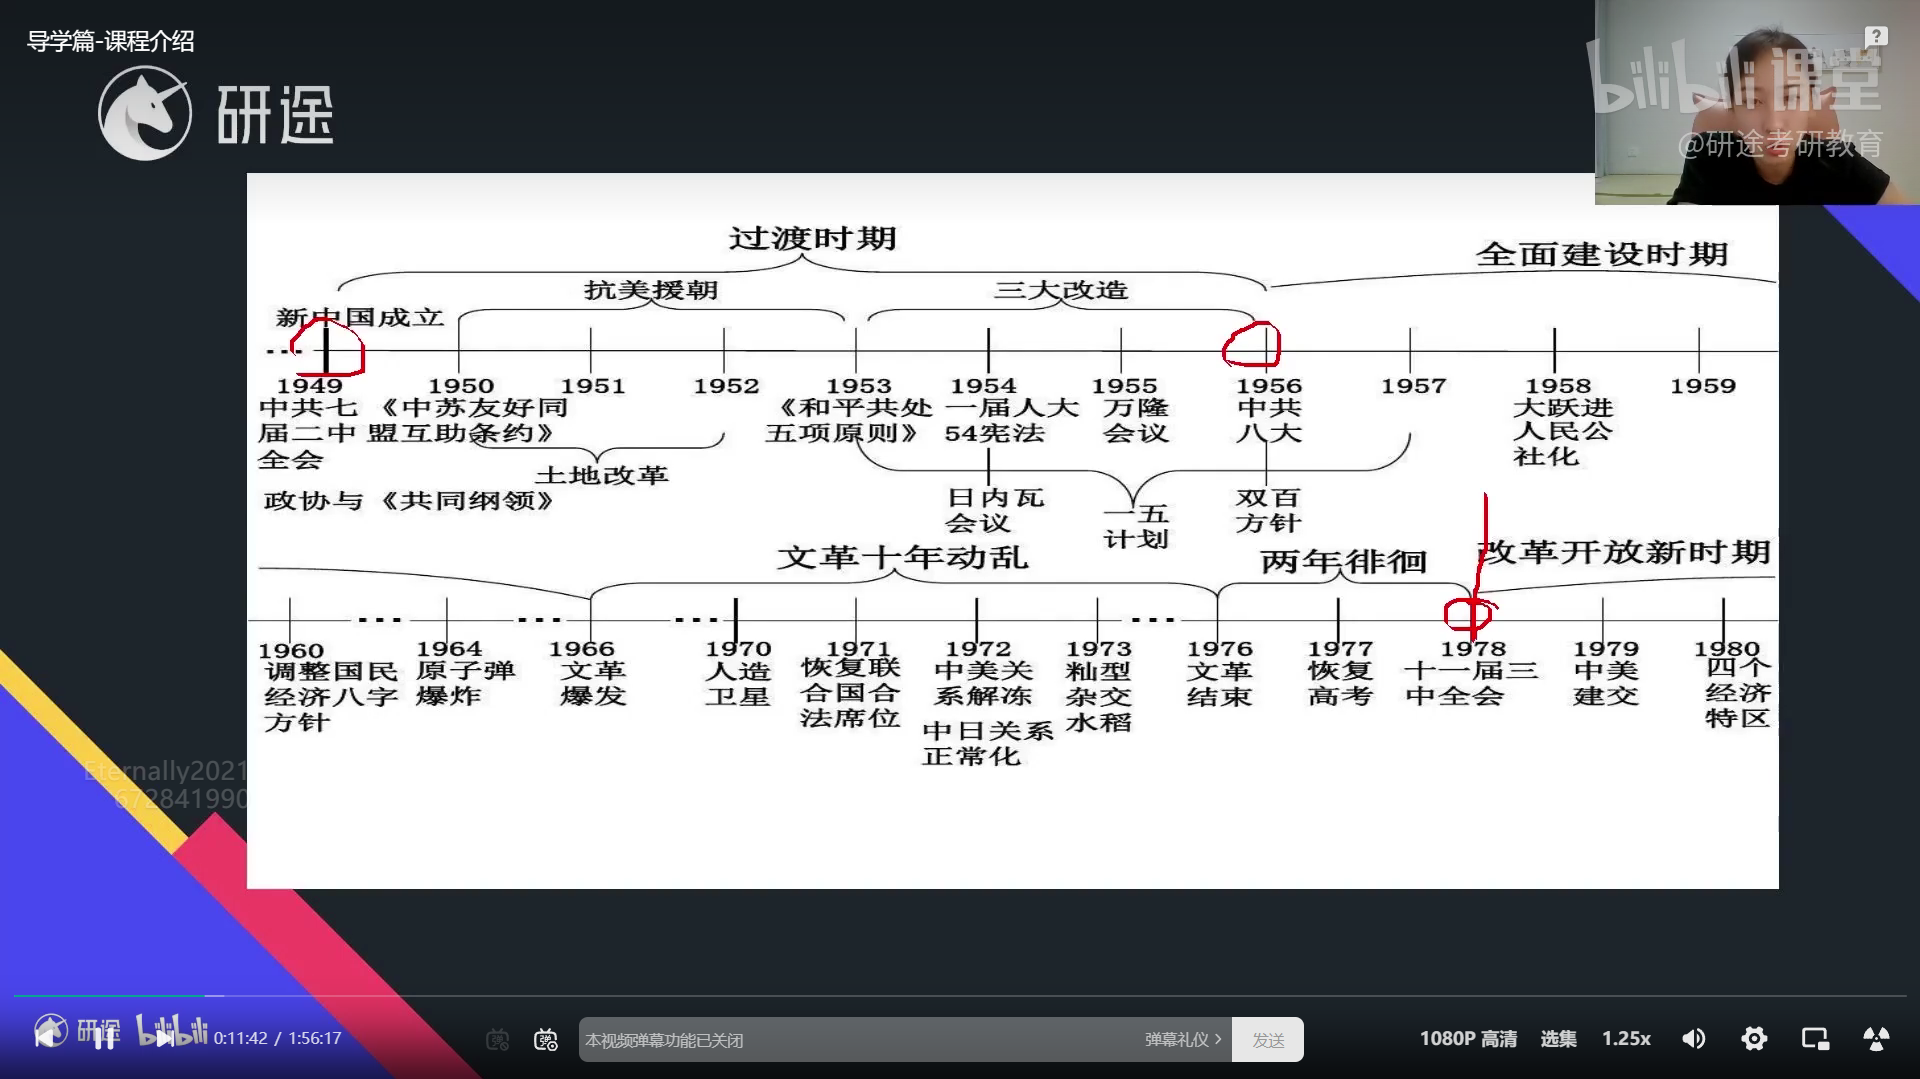 导学篇-课程介绍
研途
bilibili 课堂
@研途考研教育
过渡时期
全面建设时期
抗美援朝
三大改造
新中国成立
1949 1950 1951 1952 1953 1954 1955 1956 1957 1958 1959
中共七 《中苏友好同 《和平共处 一届人大 万隆 中共 大跃进
届二中 盟互助条约》 五项原则》 54宪法 会议 八大 人民公
全会 社化
土地改革
政协与《共同纲领》
日内瓦 一五 双百
会议 计划 方针
文革十年动乱 两年徘徊 改革开放新时期
1960 1964 1966 1970 1971 1972 1973 1976 1977 1978 1979 1980
调整国民 原子弹 文革 人造 恢复联 中美关 籼型 文革 恢复 十一届三 中美 四个
经济八字 爆炸 爆发 卫星 合国合 系解冻 杂交 结束 高考 中全会 建交 经济
方针 法席位 水稻 特区
中日关系
正常化
Eternally2021
672841990
研途 bilibili
0:11:42 / 1:56:17
本视频弹幕功能已关闭
弹幕礼仪 >
发送
1080P 高清
选集
1.25x